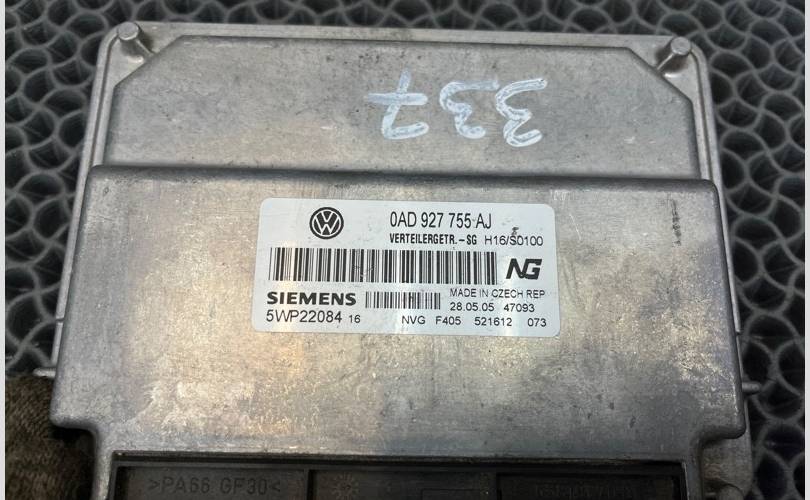 337
0AD 927 755 AJ
VERTEILERGETR.-SG H16/S0100
NG
SIEMENS MADE IN CZECH REP
28.05.05 47093
5WP22084 16 NVG F405 521612 073
>PA66 GF30<